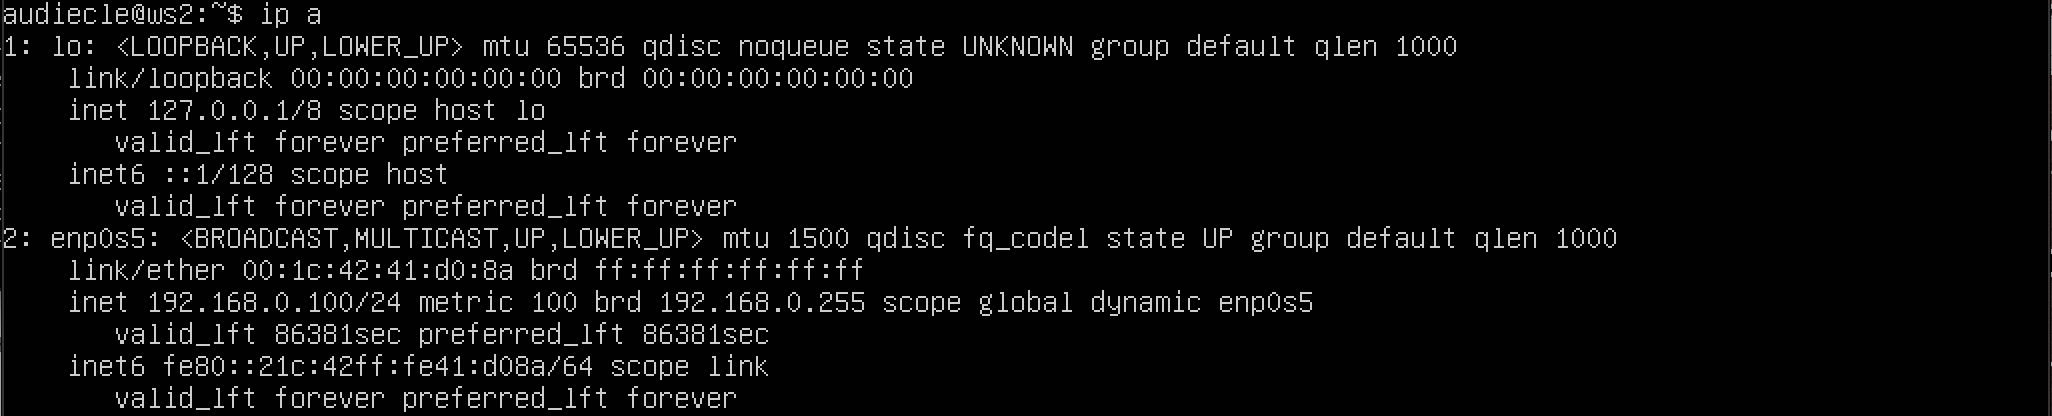 audiecle@ws2:~$ ip a
1: lo: <LOOPBACK,UP,LOWER_UP> mtu 65536 qdisc noqueue state UNKNOWN group default qlen 1000
    link/loopback 00:00:00:00:00:00 brd 00:00:00:00:00:00
    inet 127.0.0.1/8 scope host lo
       valid_lft forever preferred_lft forever
    inet6 ::1/128 scope host
       valid_lft forever preferred_lft forever
2: enp0s5: <BROADCAST,MULTICAST,UP,LOWER_UP> mtu 1500 qdisc fq_codel state UP group default qlen 1000
    link/ether 00:1c:42:41:d0:8a brd ff:ff:ff:ff:ff:ff
    inet 192.168.0.100/24 metric 100 brd 192.168.0.255 scope global dynamic enp0s5
       valid_lft 86381sec preferred_lft 86381sec
    inet6 fe80::21c:42ff:fe41:d08a/64 scope link
       valid_lft forever preferred_lft forever